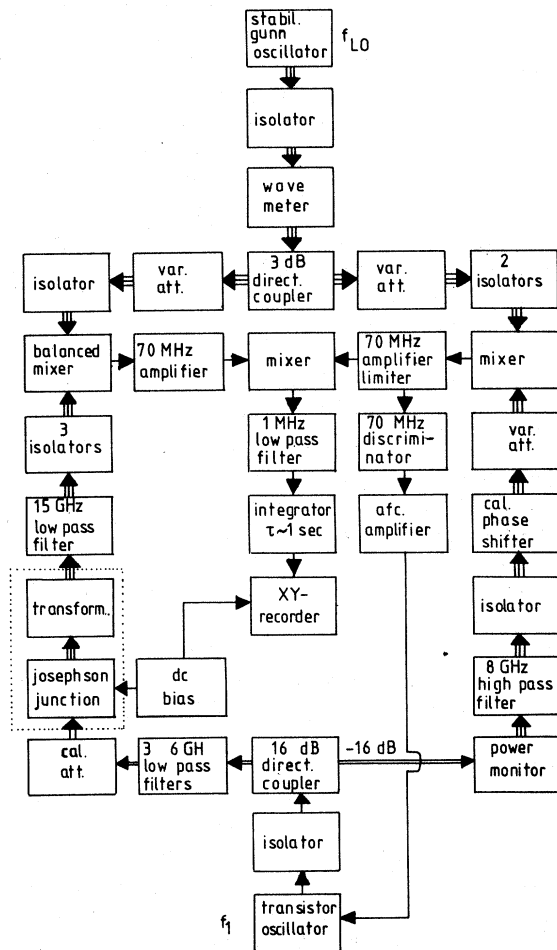 stabil.
gunn
oscillator
f_LO
isolator
wave
meter
isolator
var.
att.
3 dB
direct.
coupler
var.
att.
2
isolators
balanced
mixer
70 MHz
amplifier
mixer
70 MHz
amplifier
limiter
mixer
3
isolators
1 MHz
low pass
filter
70 MHz
discrimi-
nator
var.
att.
15 GHz
low pass
filter
integrator
τ~1 sec
afc.
amplifier
cal.
phase
shifter
transform.
XY-
recorder
isolator
josephson
junction
dc
bias
8 GHz
high pass
filter
cal.
att.
3 6 GH
low pass
filters
16 dB
direct.
coupler
-16 dB
power
monitor
isolator
f_1
transistor
oscillator